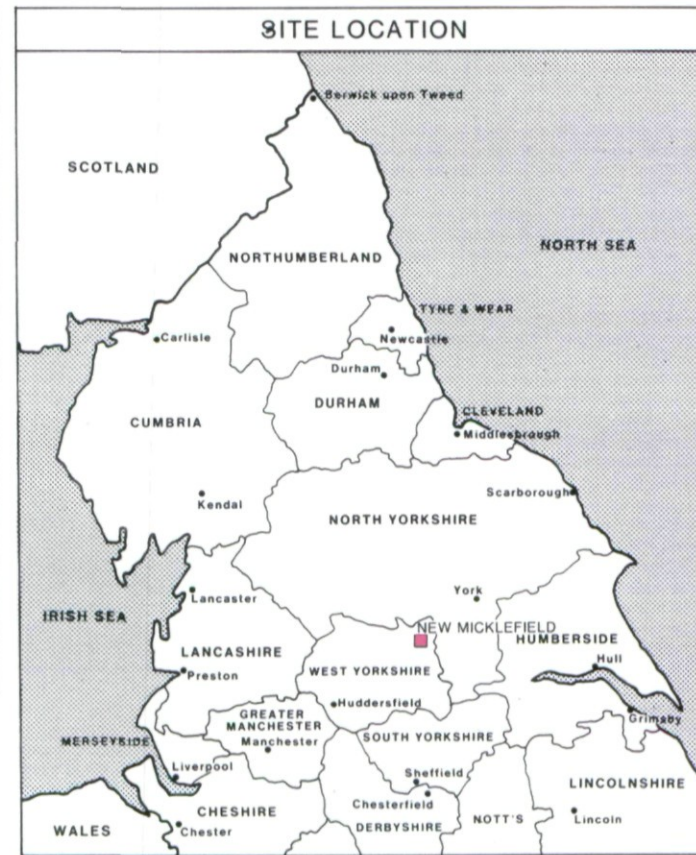 SITE LOCATION
Berwick upon Tweed
SCOTLAND
NORTH SEA
NORTHUMBERLAND
TYNE & WEAR
Newcastle
Carlisle
Durham
DURHAM
CLEVELAND
Middlesbrough
CUMBRIA
Kendal
Scarborough
NORTH YORKSHIRE
Lancaster
York
IRISH SEA
NEW MICKLEFIELD
HUMBERSIDE
LANCASHIRE
WEST YORKSHIRE
Hull
Preston
Huddersfield
Grimsby
GREATER
MANCHESTER
Manchester
SOUTH YORKSHIRE
MERSEYSIDE
Liverpool
Sheffield
LINCOLNSHIRE
CHESHIRE
Chesterfield
NOTT'S
Lincoln
WALES
Chester
DERBYSHIRE